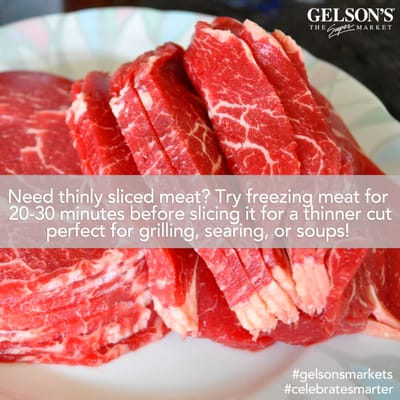 GELSON'S
THE Super MARKET
Need thinly sliced meat? Try freezing meat for
20-30 minutes before slicing it for a thinner cut
perfect for grilling, searing, or soups!
#gelsonsmarkets
#celebratesmarter